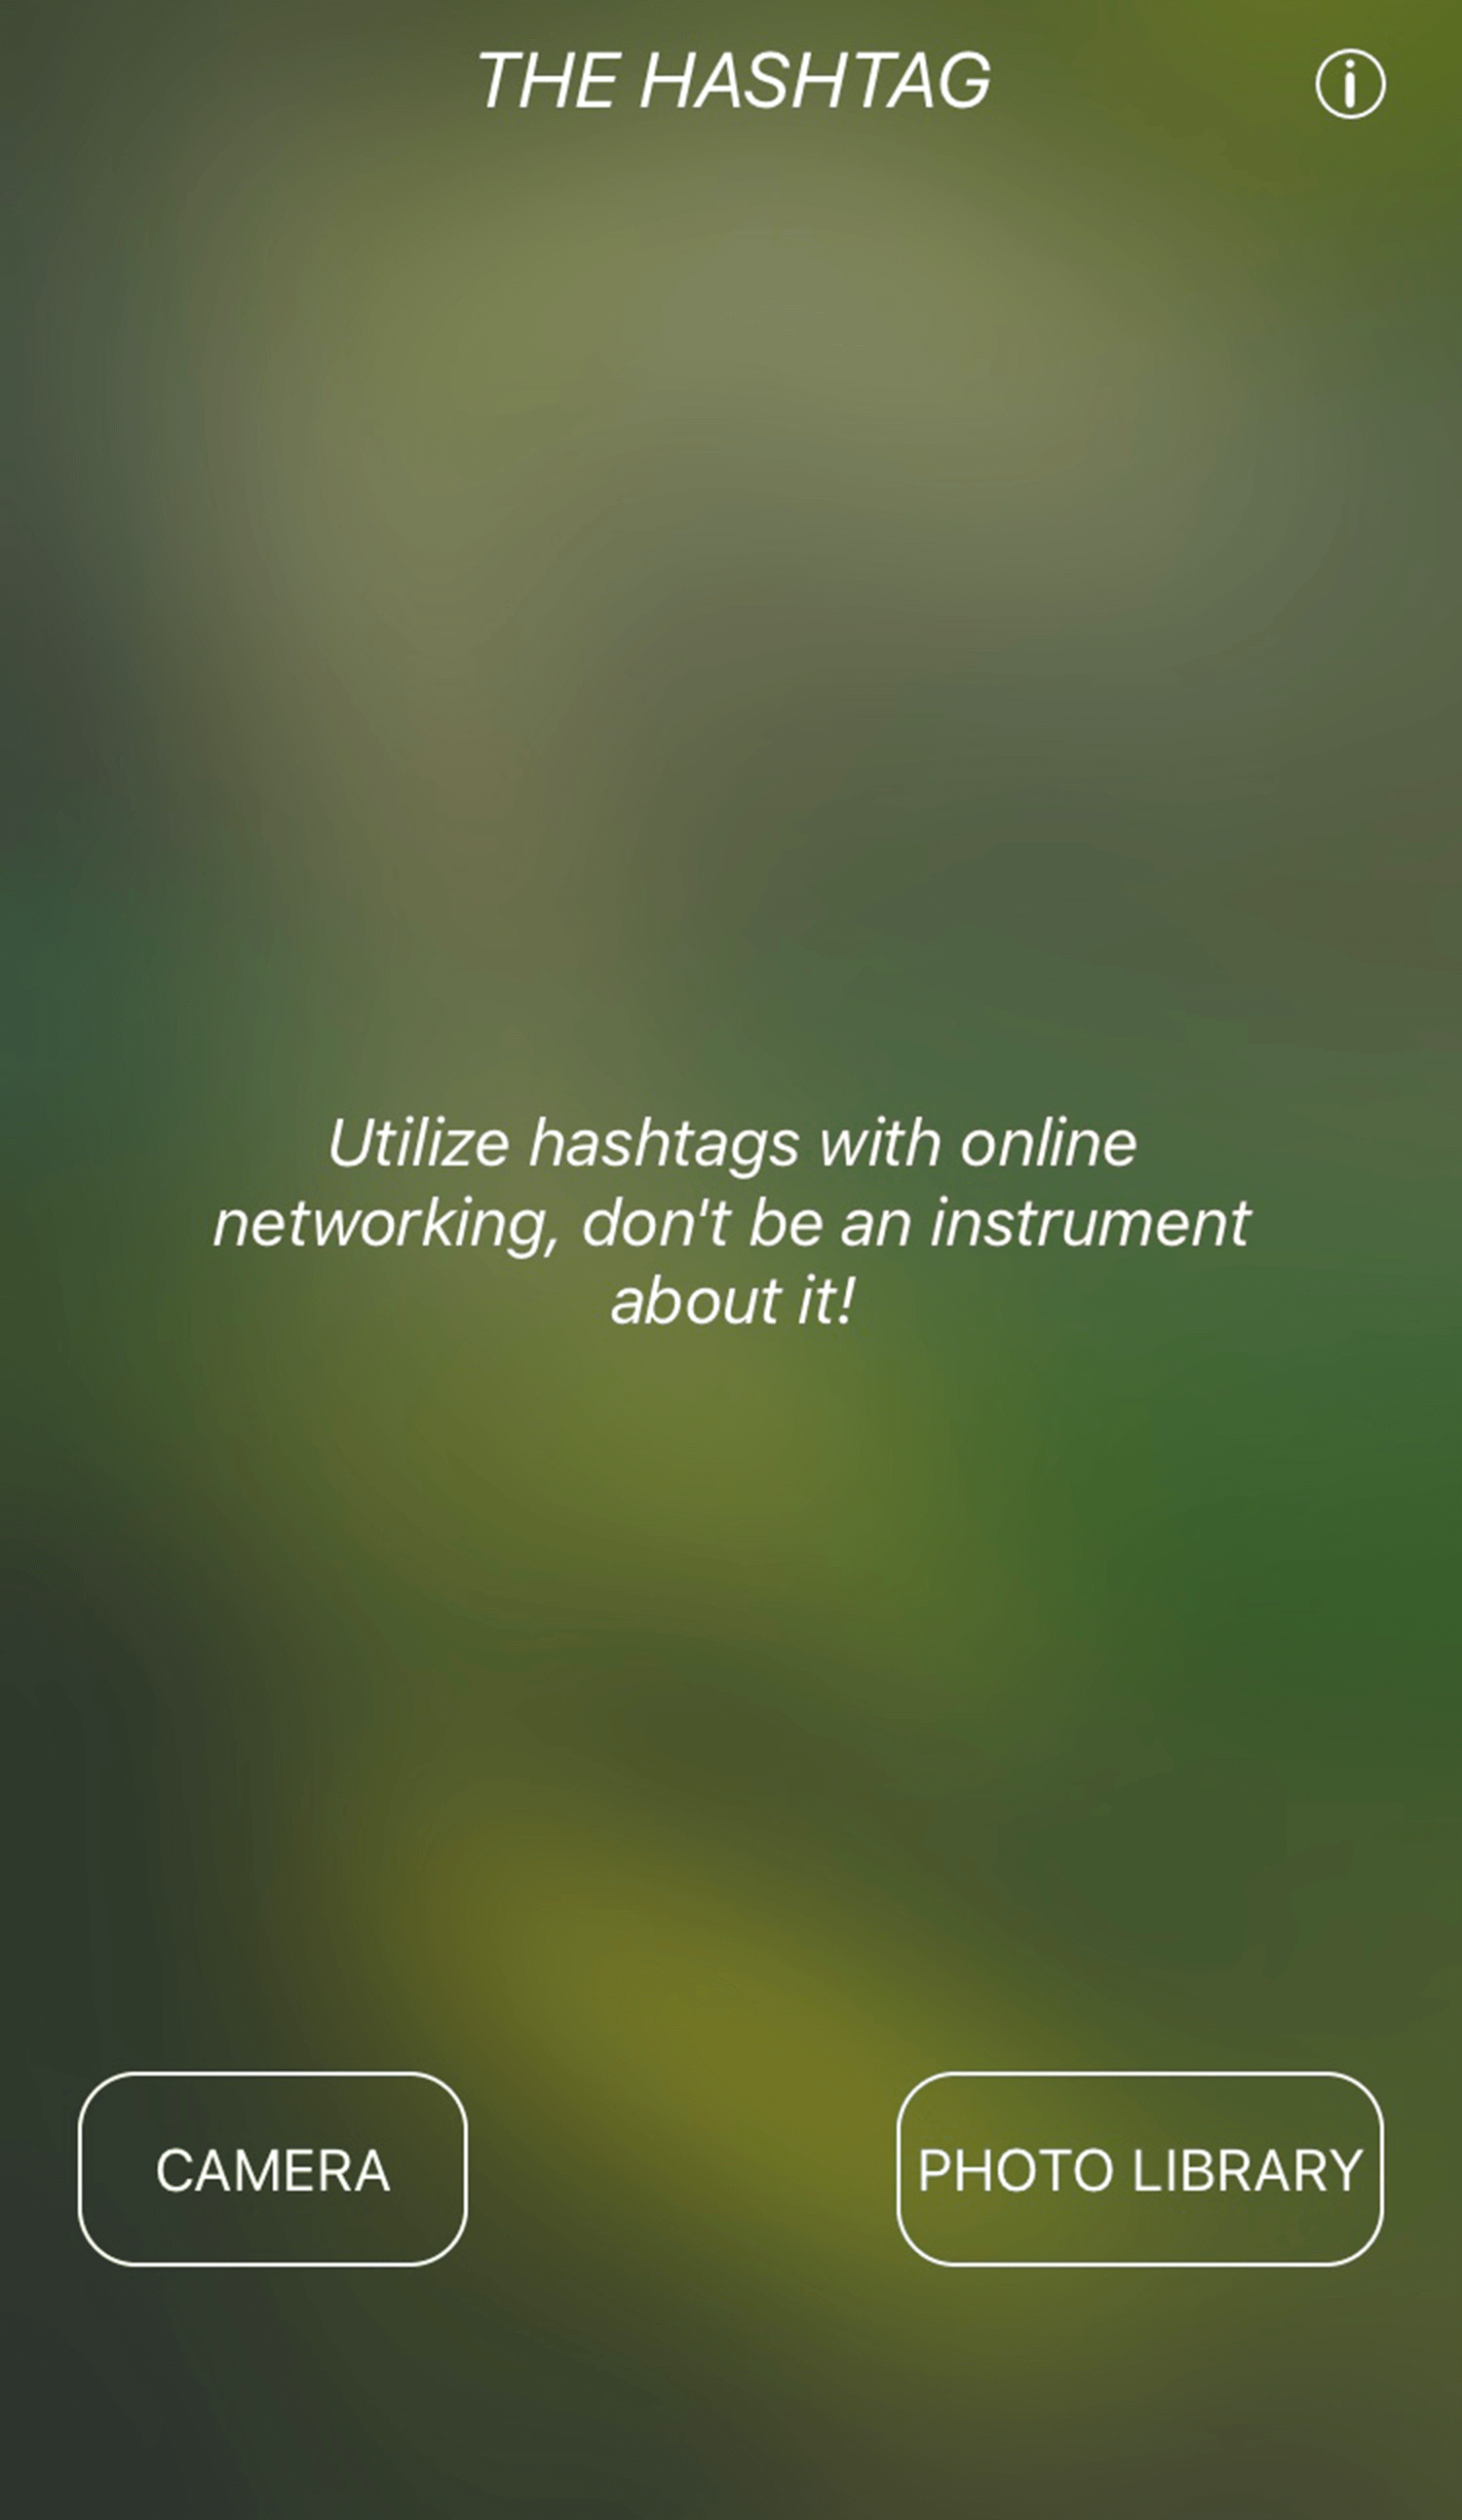 THE HASHTAG
Utilize hashtags with online
networking, don't be an instrument
about it!
CAMERA
PHOTO LIBRARY